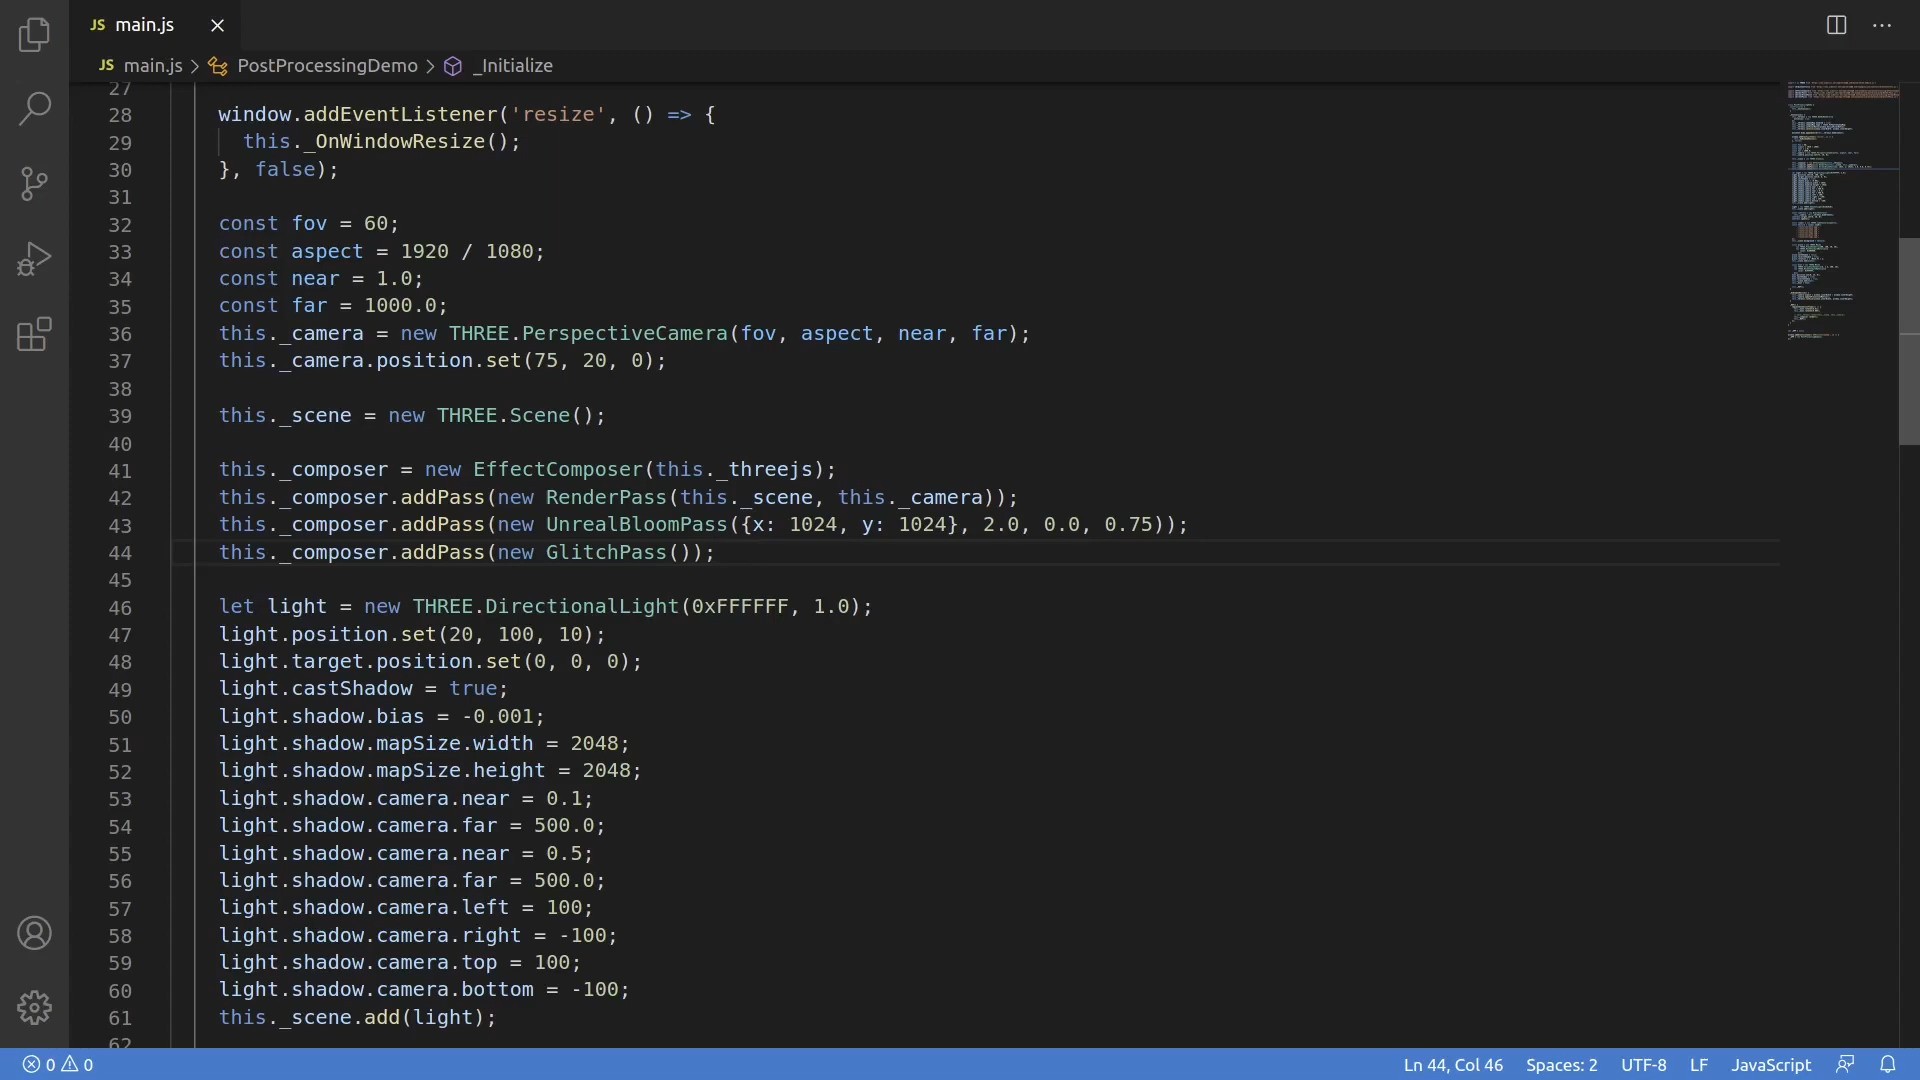 JS main.js
JS main.js > PostProcessingDemo > _Initialize
27
28 window.addEventListener('resize', () => {
29 this._OnWindowResize();
30 }, false);
31
32 const fov = 60;
33 const aspect = 1920 / 1080;
34 const near = 1.0;
35 const far = 1000.0;
36 this._camera = new THREE.PerspectiveCamera(fov, aspect, near, far);
37 this._camera.position.set(75, 20, 0);
38
39 this._scene = new THREE.Scene();
40
41 this._composer = new EffectComposer(this._threejs);
42 this._composer.addPass(new RenderPass(this._scene, this._camera));
43 this._composer.addPass(new UnrealBloomPass({x: 1024, y: 1024}, 2.0, 0.0, 0.75));
44 this._composer.addPass(new GlitchPass());
45
46 let light = new THREE.DirectionalLight(0xFFFFFF, 1.0);
47 light.position.set(20, 100, 10);
48 light.target.position.set(0, 0, 0);
49 light.castShadow = true;
50 light.shadow.bias = -0.001;
51 light.shadow.mapSize.width = 2048;
52 light.shadow.mapSize.height = 2048;
53 light.shadow.camera.near = 0.1;
54 light.shadow.camera.far = 500.0;
55 light.shadow.camera.near = 0.5;
56 light.shadow.camera.far = 500.0;
57 light.shadow.camera.left = 100;
58 light.shadow.camera.right = -100;
59 light.shadow.camera.top = 100;
60 light.shadow.camera.bottom = -100;
61 this._scene.add(light);
62
0 0 Ln 44, Col 46 Spaces: 2 UTF-8 LF JavaScript